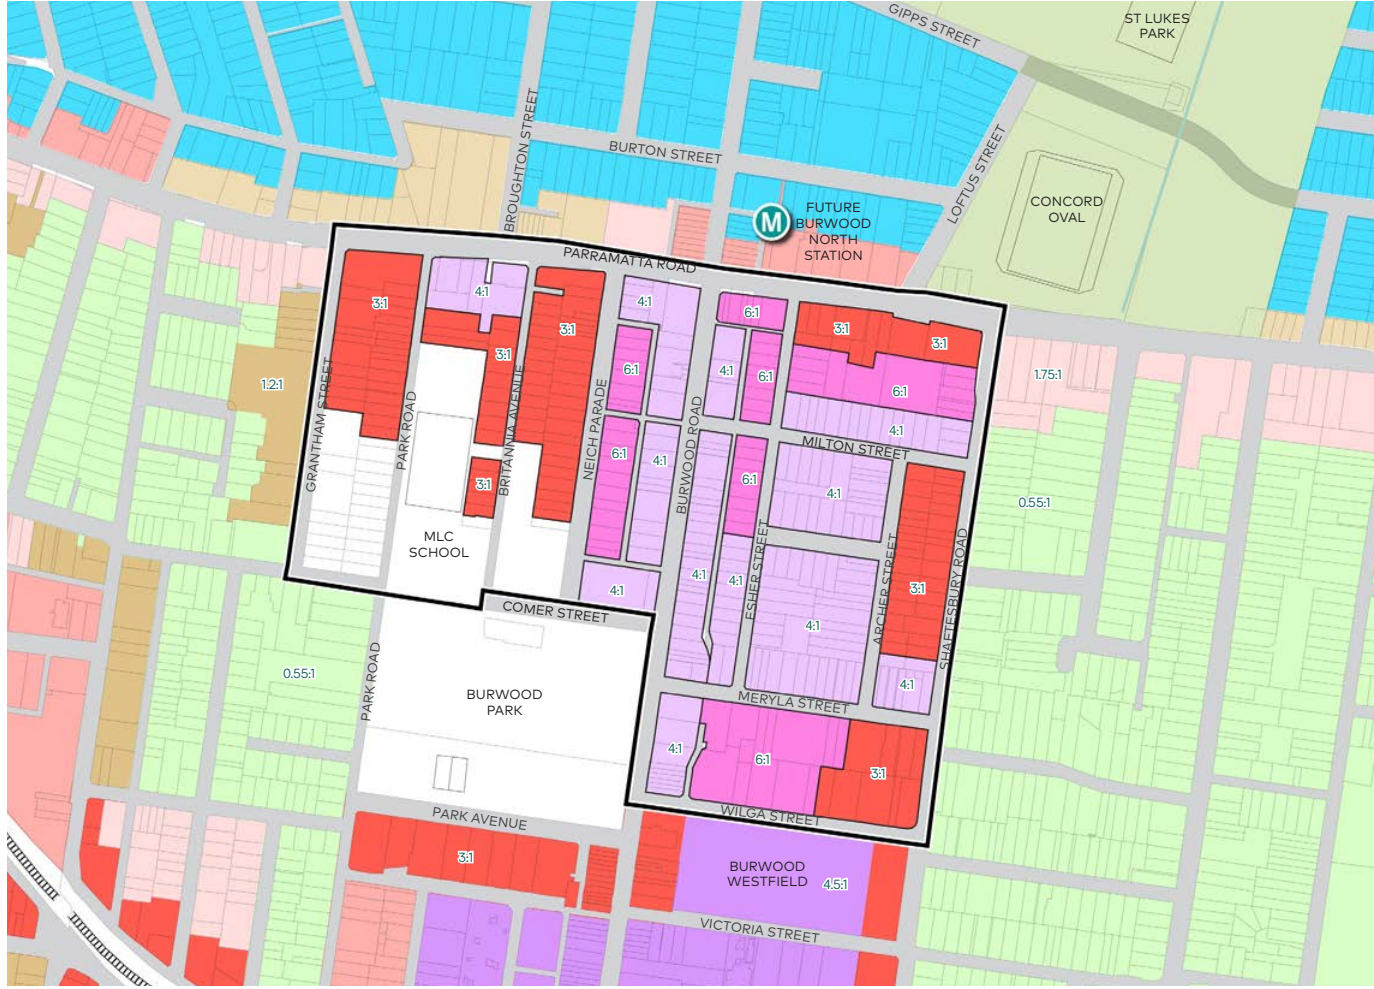 GIPPS STREET
ST LUKES
PARK
BROUGHTON STREET
BURTON STREET
LOFTUS STREET
CONCORD
OVAL
M
FUTURE
BURWOOD
NORTH
STATION
PARRAMATTA ROAD
3:1
4:1
3:1
4:1
6:1
3:1
3:1
3:1
6:1
4:1
6:1
6:1
1.2:1
1.75:1
4:1
MILTON STREET
GRANTHAM STREET
PARK ROAD
BRITANNIA AVENUE
NEICH PARADE
BURWOOD ROAD
6:1
4:1
3:1
6:1
4:1
0.55:1
MLC
SCHOOL
4:1
4:1
4:1
ESHER STREET
4:1
ARCHER STREET
3:1
SHAFTESBURY ROAD
COMER STREET
0.55:1
PARK ROAD
BURWOOD
PARK
4:1
MERYLA STREET
4:1
6:1
3:1
WILGA STREET
PARK AVENUE
3:1
BURWOOD
WESTFIELD
4.5:1
VICTORIA STREET